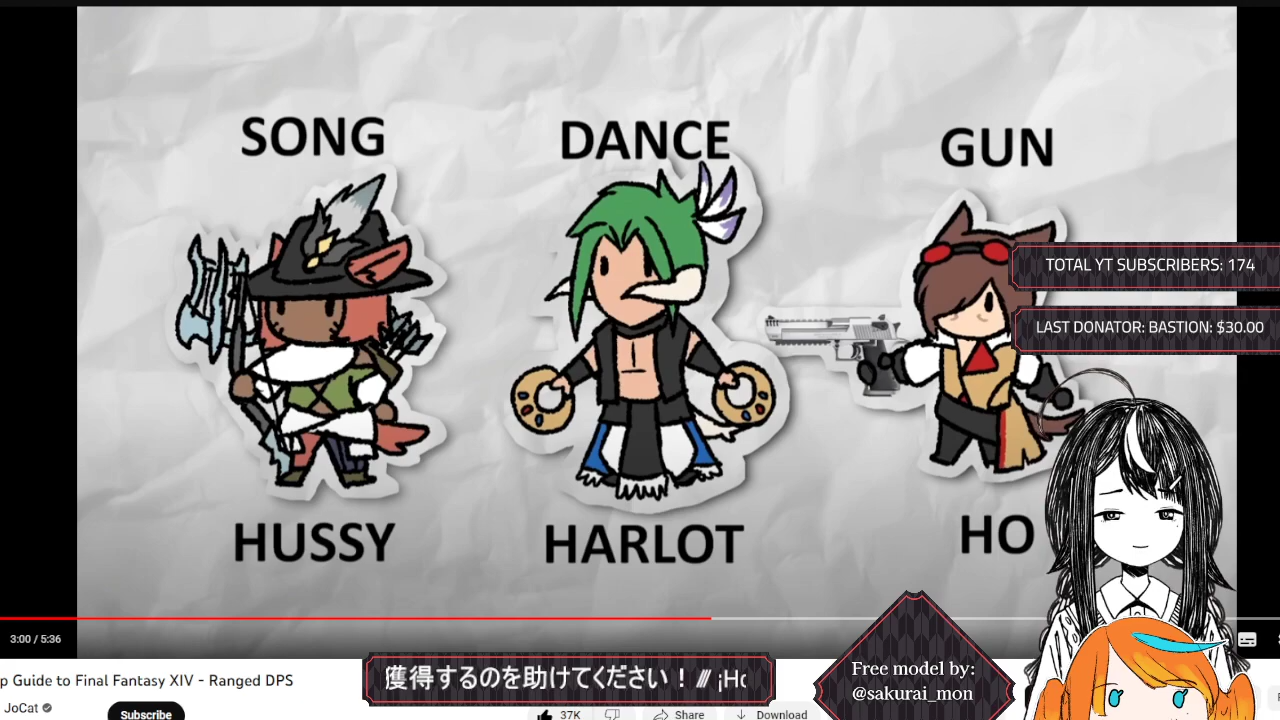 SONG
DANCE
GUN
TOTAL YT SUBSCRIBERS: 174
LAST DONATOR: BASTION: $30.00
HUSSY
HARLOT
HO
3:00 / 5:36
獲得するのを助けてください！ /// ¡Ho
Free model by:
@sakurai_mon
p Guide to Final Fantasy XIV - Ranged DPS
JoCat
Subscribe
37K
Share
Download